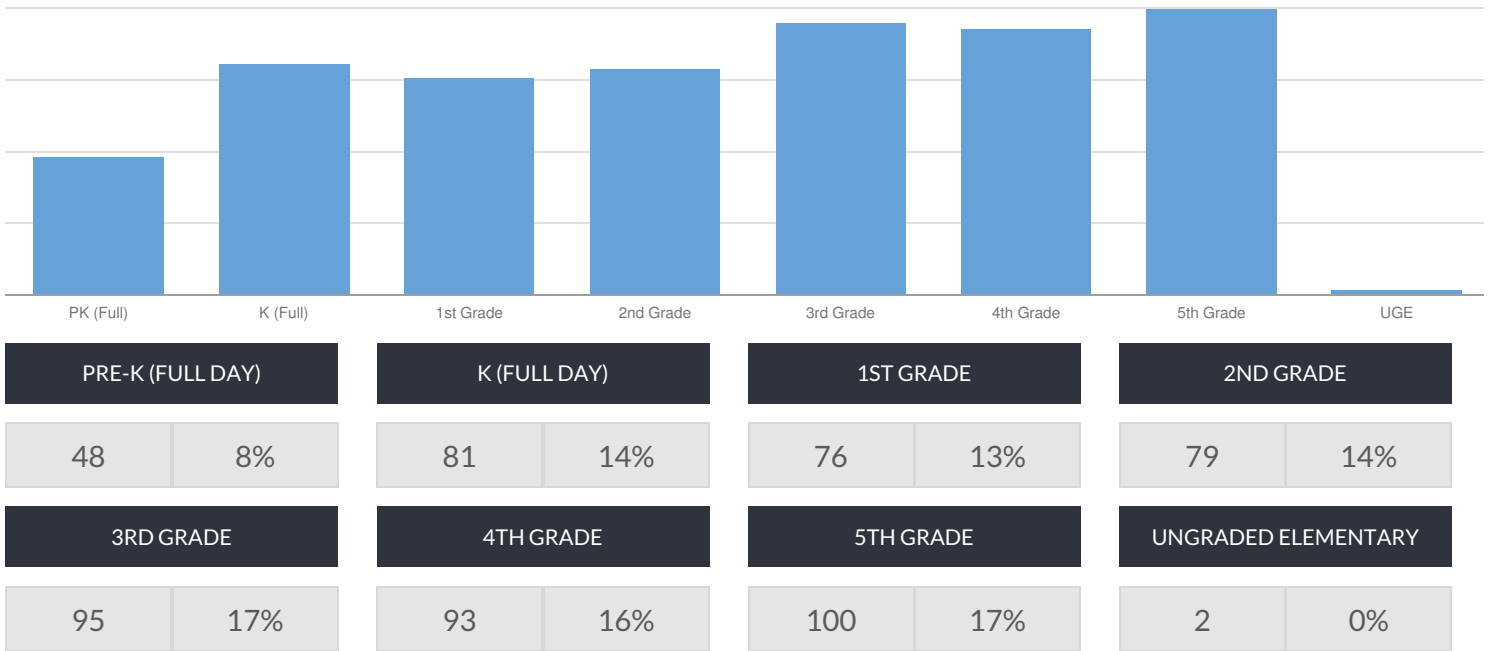 PK (Full) K (Full) 1st Grade 2nd Grade 3rd Grade 4th Grade 5th Grade UGE
PRE-K (FULL DAY) K (FULL DAY) 1ST GRADE 2ND GRADE
48 8% 81 14% 76 13% 79 14%
3RD GRADE 4TH GRADE 5TH GRADE UNGRADED ELEMENTARY
95 17% 93 16% 100 17% 2 0%